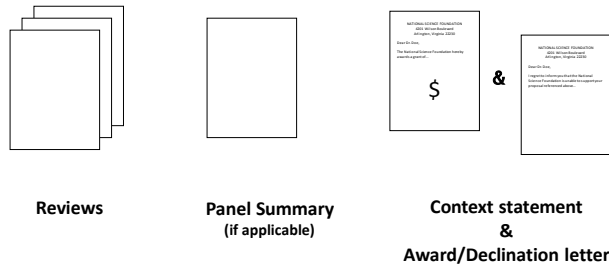 NATIONAL SCIENCE FOUNDATION
4201 Wilson Boulevard
Arlington, Virginia 22230
Dear Dr. Doe,
The National Science Foundation hereby
awards a grant of...
$
&
NATIONAL SCIENCE FOUNDATION
4201 Wilson Boulevard
Arlington, Virginia 22230
Dear Dr. Doe,
I regret to inform you that the National
Science Foundation is unable to support your
proposal referenced above...
Reviews
Panel Summary
(if applicable)
Context statement
&
Award/Declination letter